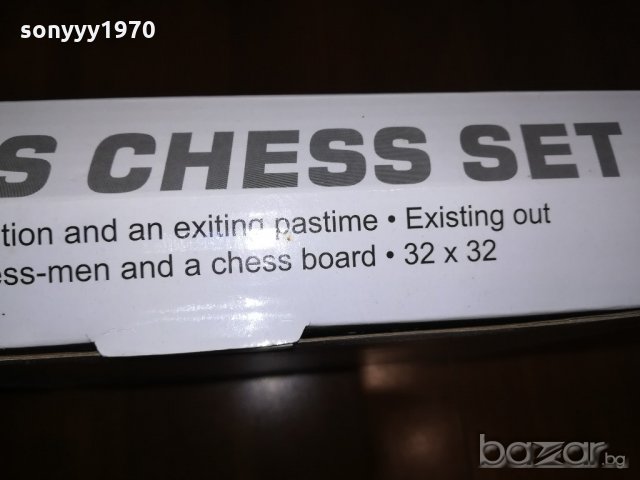 sonyyy1970
S CHESS SET
tion and an exiting pastime • Existing out
ess-men and a chess board • 32 x 32
bazar.bg